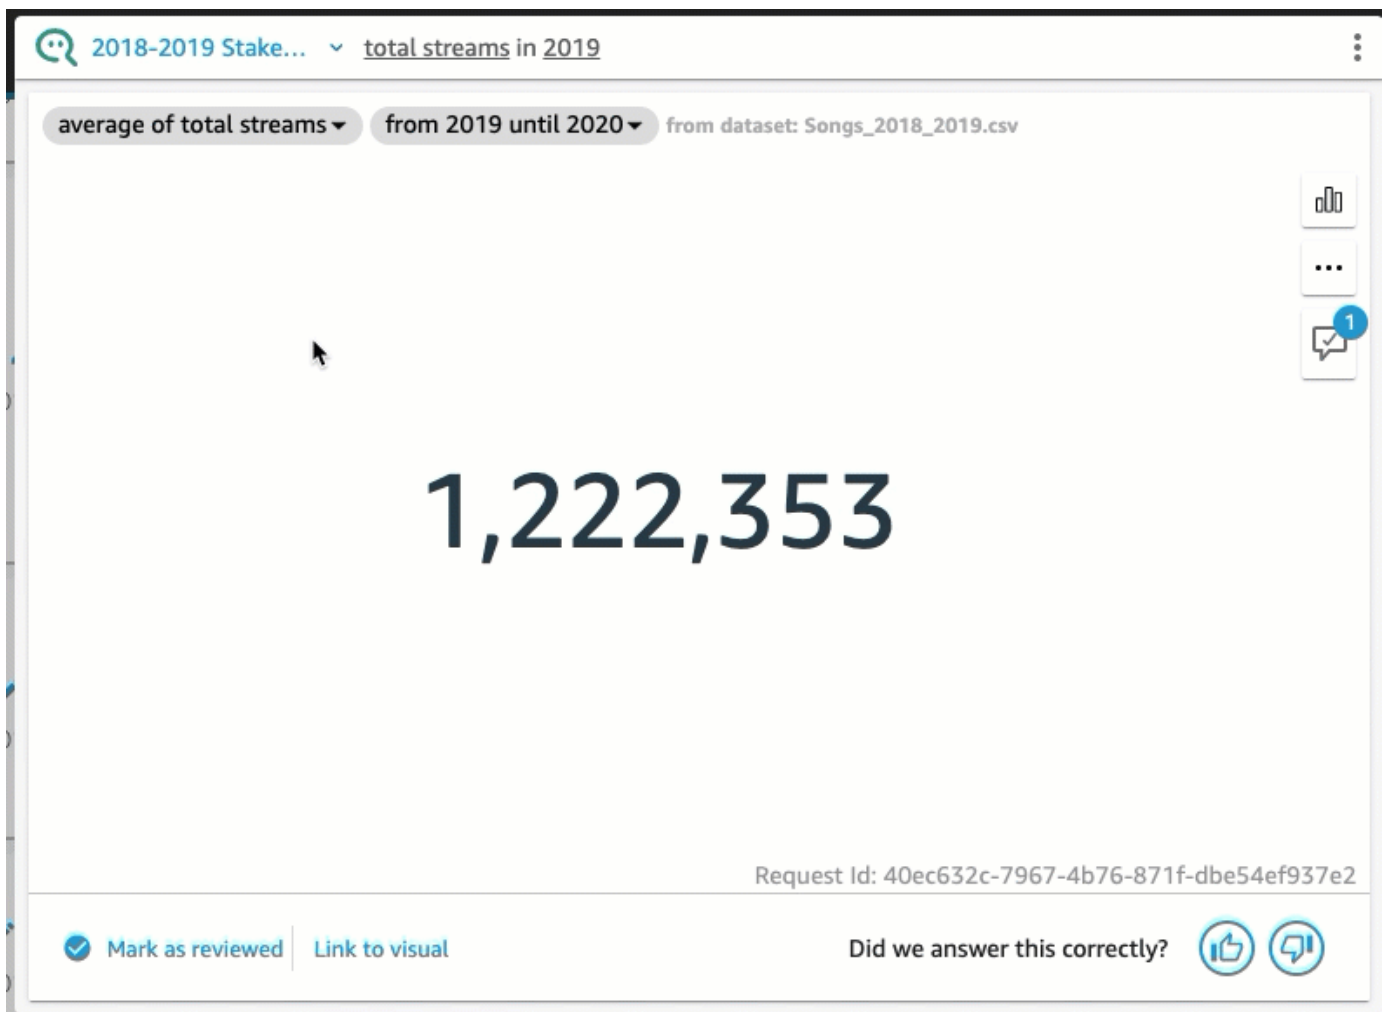 2018-2019 Stake... total streams in 2019
average of total streams from 2019 until 2020 from dataset: Songs_2018_2019.csv
1
1,222,353
Request Id: 40ec632c-7967-4b76-871f-dbe54ef937e2
Mark as reviewed Link to visual Did we answer this correctly?